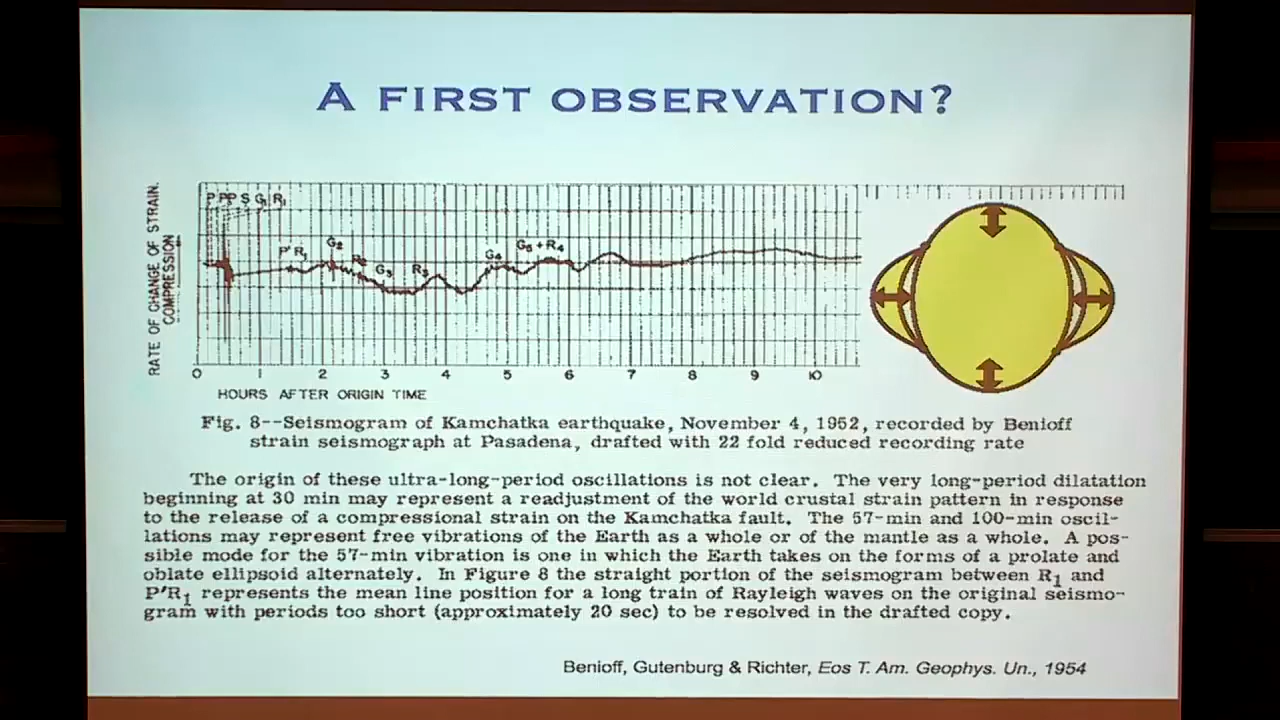 A FIRST OBSERVATION?
RATE OF CHANGE OF STRAIN.
COMPRESSION
P PP S G1 R1
P'R1
G2
R2
G3
R3
G4
G5 + R4
0 1 2 3 4 5 6 7 8 9 10
HOURS AFTER ORIGIN TIME
Fig. 8--Seismogram of Kamchatka earthquake, November 4, 1952, recorded by Benioff
strain seismograph at Pasadena, drafted with 22 fold reduced recording rate
The origin of these ultra-long-period oscillations is not clear. The very long-period dilatation
beginning at 30 min may represent a readjustment of the world crustal strain pattern in response
to the release of a compressional strain on the Kamchatka fault. The 57-min and 100-min oscil-
lations may represent free vibrations of the Earth as a whole or of the mantle as a whole. A pos-
sible mode for the 57-min vibration is one in which the Earth takes on the forms of a prolate and
oblate ellipsoid alternately. In Figure 8 the straight portion of the seismogram between R1 and
P'R1 represents the mean line position for a long train of Rayleigh waves on the original seismo-
gram with periods too short (approximately 20 sec) to be resolved in the drafted copy.
Benioff, Gutenburg & Richter, Eos T. Am. Geophys. Un., 1954